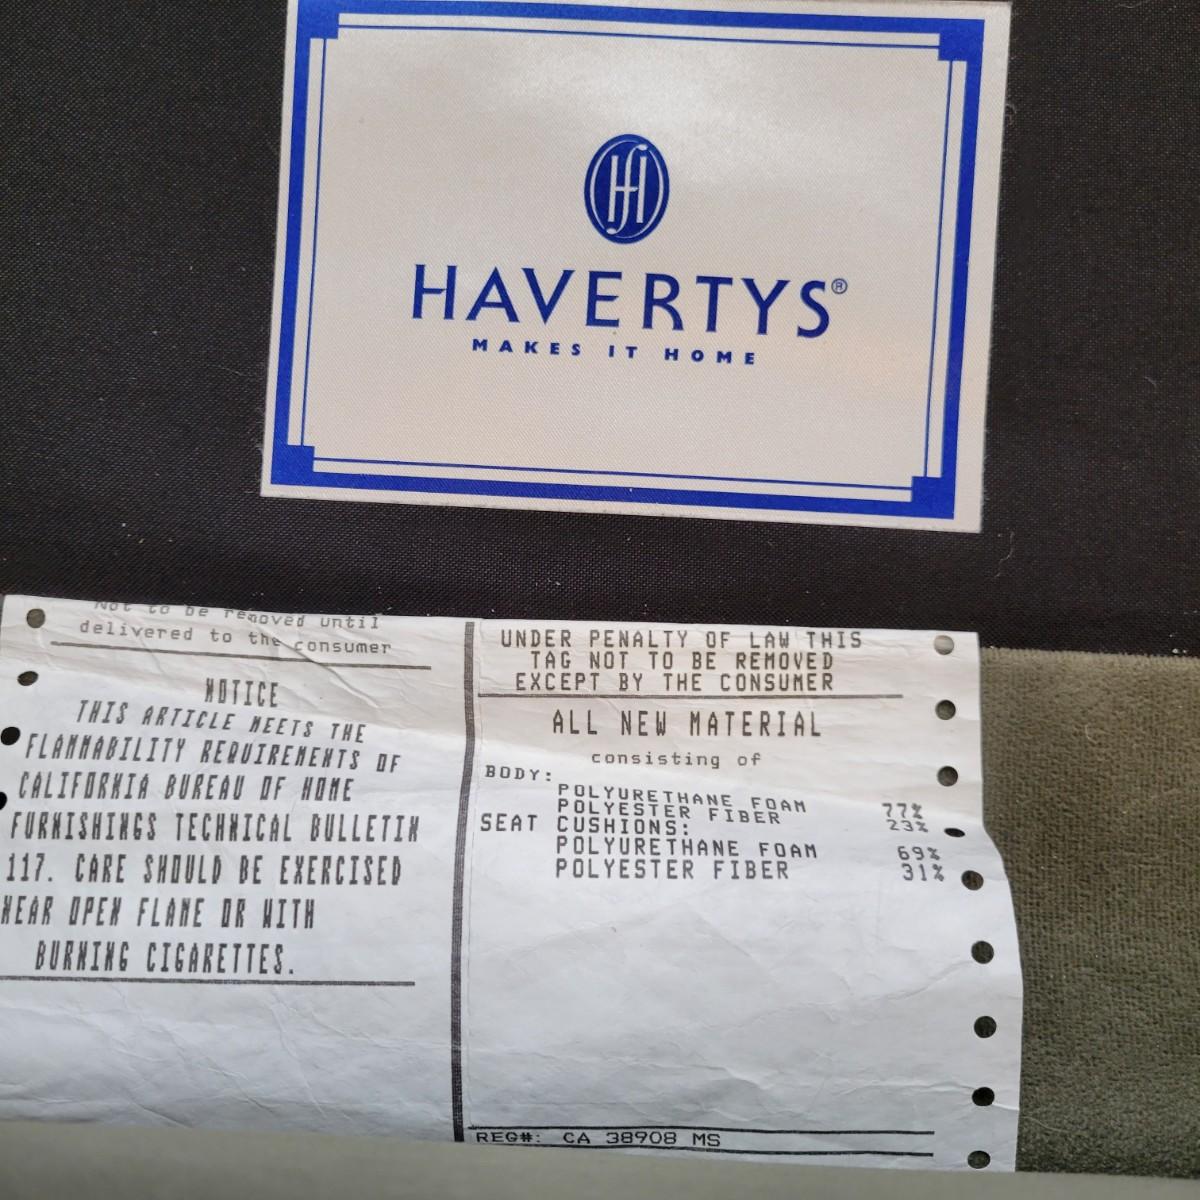 HAVERTYS®
MAKES IT HOME
Not to be removed until
delivered to the consumer
NOTICE
THIS ARTICLE MEETS THE
FLAMMABILITY REQUIREMENTS OF
CALIFORNIA BUREAU OF HOME
FURNISHINGS TECHNICAL BULLETIN
117. CARE SHOULD BE EXERCISED
NEAR OPEN FLAME OR WITH
BURNING CIGARETTES.
UNDER PENALTY OF LAW THIS
TAG NOT TO BE REMOVED
EXCEPT BY THE CONSUMER
ALL NEW MATERIAL
consisting of
BODY:
POLYURETHANE FOAM 77%
POLYESTER FIBER 23%
SEAT CUSHIONS:
POLYURETHANE FOAM 69%
POLYESTER FIBER 31%
REG#: CA 38908 MS